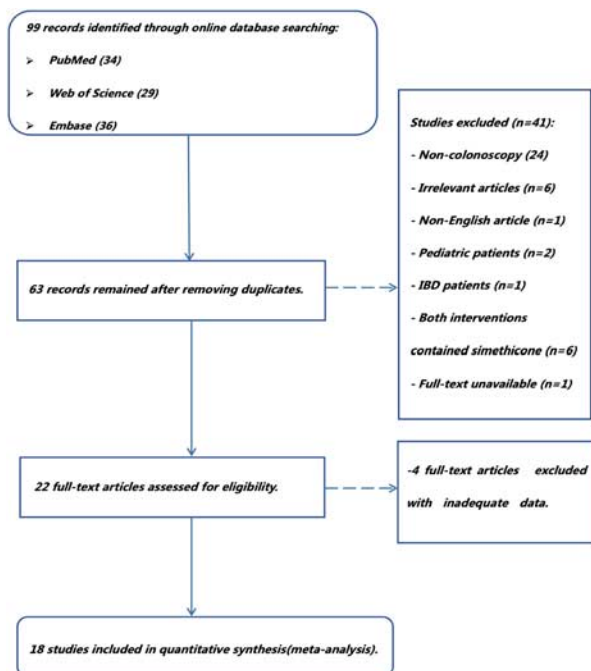 99 records identified through online database searching:
➢ PubMed (34)
➢ Web of Science (29)
➢ Embase (36)
Studies excluded (n=41):
- Non-colonoscopy (24)
- Irrelevant articles (n=6)
- Non-English article (n=1)
- Pediatric patients (n=2)
- IBD patients (n=1)
- Both interventions
contained simethicone (n=6)
- Full-text unavailable (n=1)
63 records remained after removing duplicates.
22 full-text articles assessed for eligibility.
-4 full-text articles excluded
with inadequate data.
18 studies included in quantitative synthesis(meta-analysis).